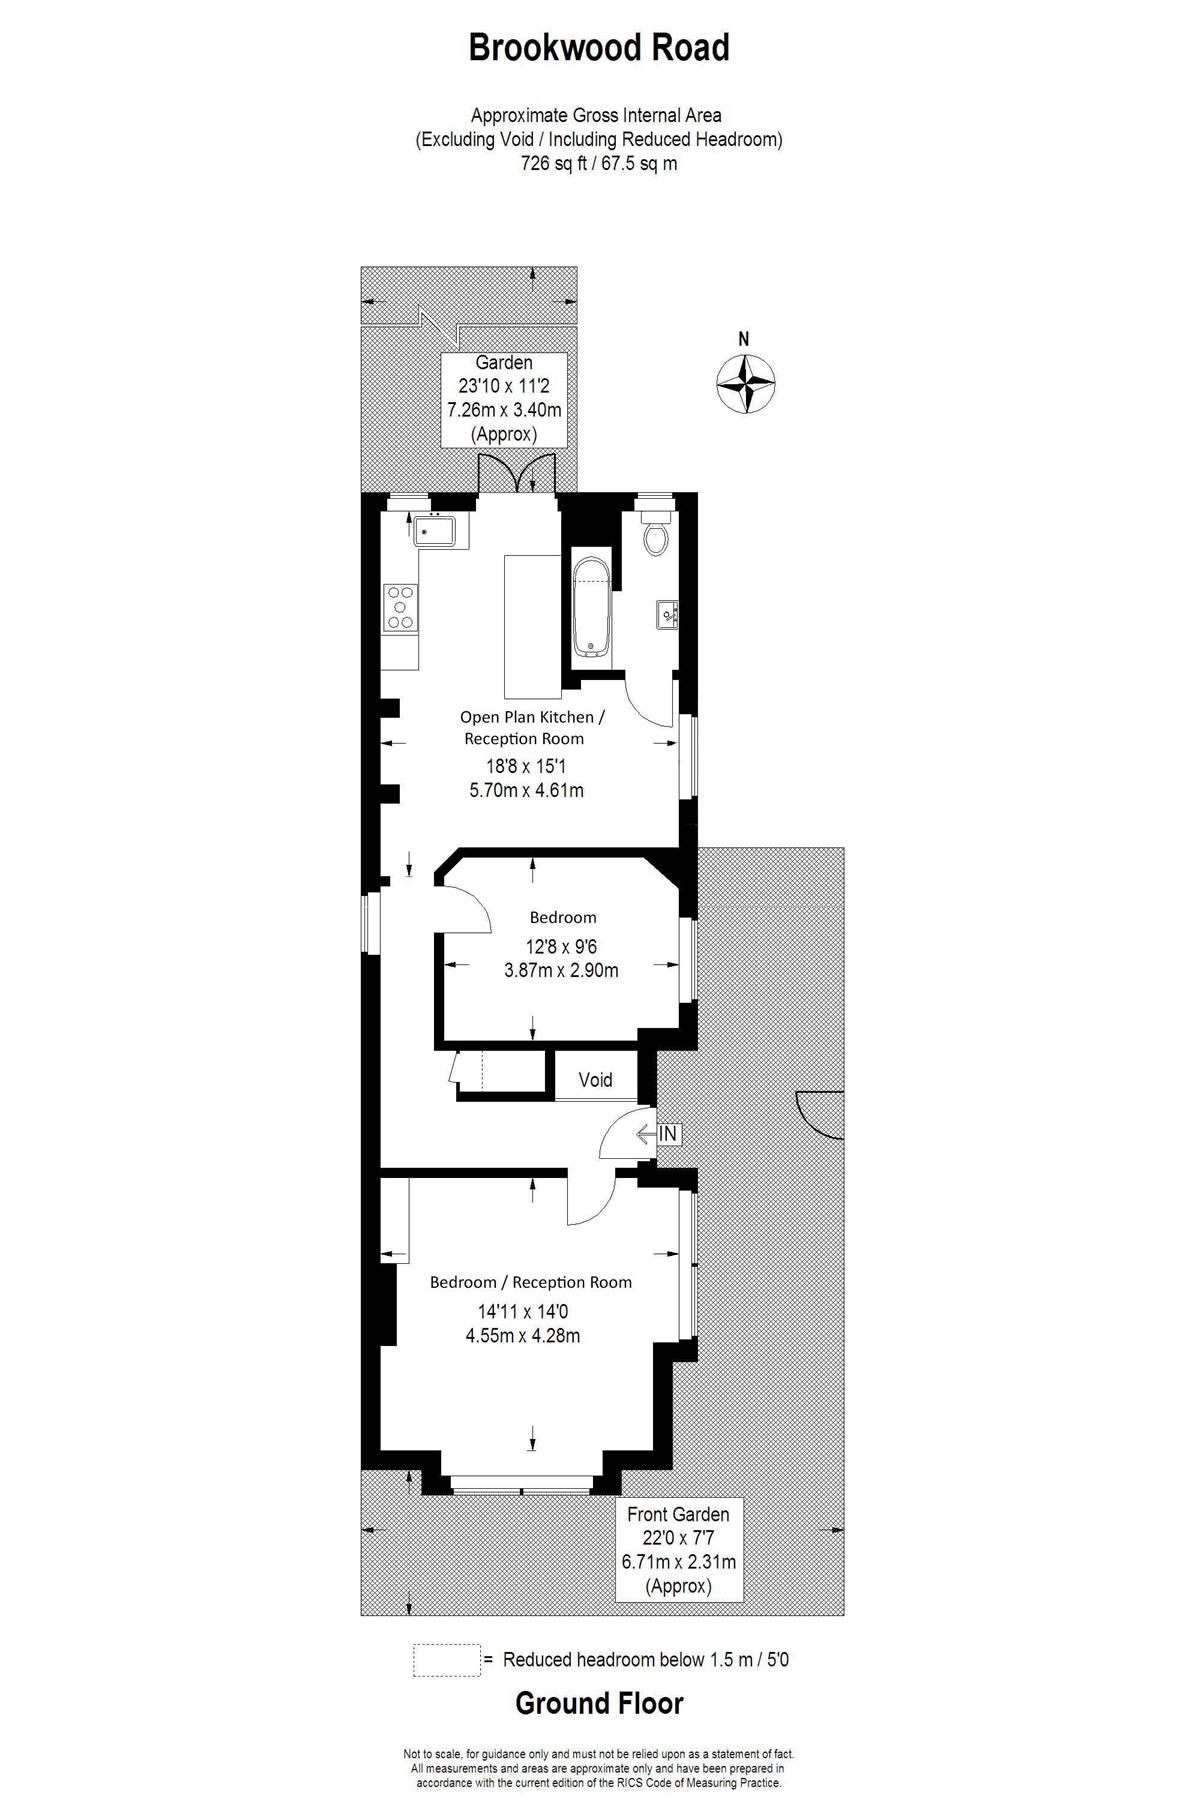 Brookwood Road
Approximate Gross Internal Area
(Excluding Void / Including Reduced Headroom)
726 sq ft / 67.5 sq m
N
Garden
23'10 x 11'2
7.26m x 3.40m
(Approx)
Open Plan Kitchen /
Reception Room
18'8 x 15'1
5.70m x 4.61m
Bedroom
12'8 x 9'6
3.87m x 2.90m
Void
IN
Bedroom / Reception Room
14'11 x 14'0
4.55m x 4.28m
Front Garden
22'0 x 7'7
6.71m x 2.31m
(Approx)
= Reduced headroom below 1.5 m / 5'0
Ground Floor
Not to scale, for guidance only and must not be relied upon as a statement of fact.
All measurements and areas are approximate only and have been prepared in
accordance with the current edition of the RICS Code of Measuring Practice.